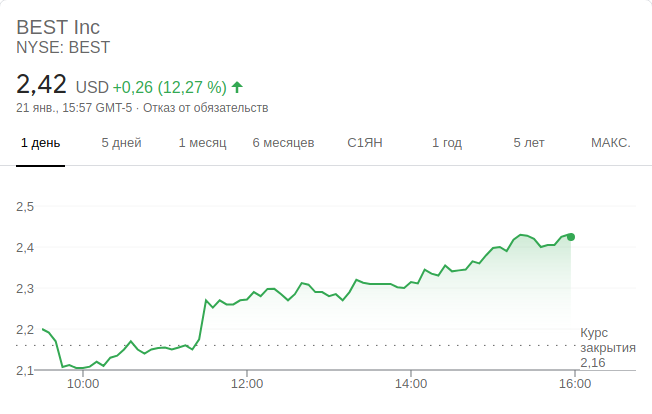 BEST Inc
NYSE: BEST
2,42 USD +0,26 (12,27 %)
21 янв., 15:57 GMT-5 · Отказ от обязательств
1 день 5 дней 1 месяц 6 месяцев С1ЯН 1 год 5 лет МАКС.
2,5
2,4
2,3
2,2
2,1
Курс
закрытия
2,16
10:00 12:00 14:00 16:00